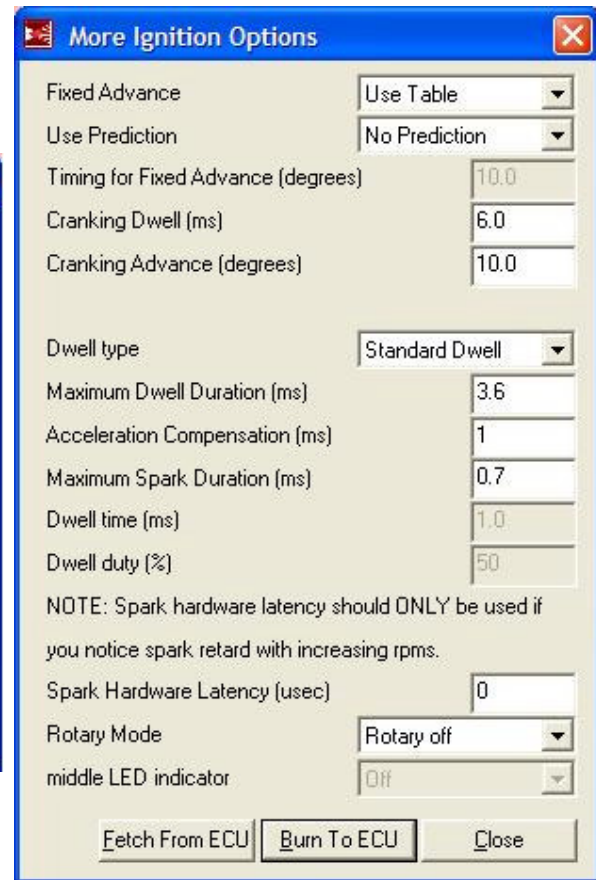 More Ignition Options
Fixed Advance Use Table
Use Prediction No Prediction
Timing for Fixed Advance (degrees) 10.0
Cranking Dwell (ms) 6.0
Cranking Advance (degrees) 10.0
Dwell type Standard Dwell
Maximum Dwell Duration (ms) 3.6
Acceleration Compensation (ms) 1
Maximum Spark Duration (ms) 0.7
Dwell time (ms) 1.0
Dwell duty (%) 50
NOTE: Spark hardware latency should ONLY be used if
you notice spark retard with increasing rpms.
Spark Hardware Latency (usec) 0
Rotary Mode Rotary off
middle LED indicator Off
Fetch From ECU Burn To ECU Close